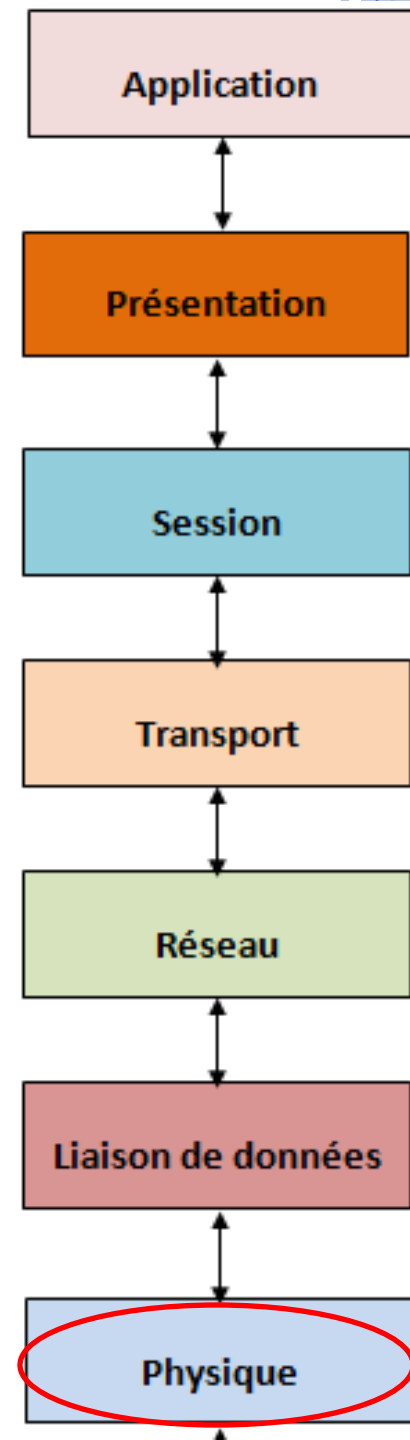 Application
Présentation
Session
Transport
Réseau
Liaison de données
Physique